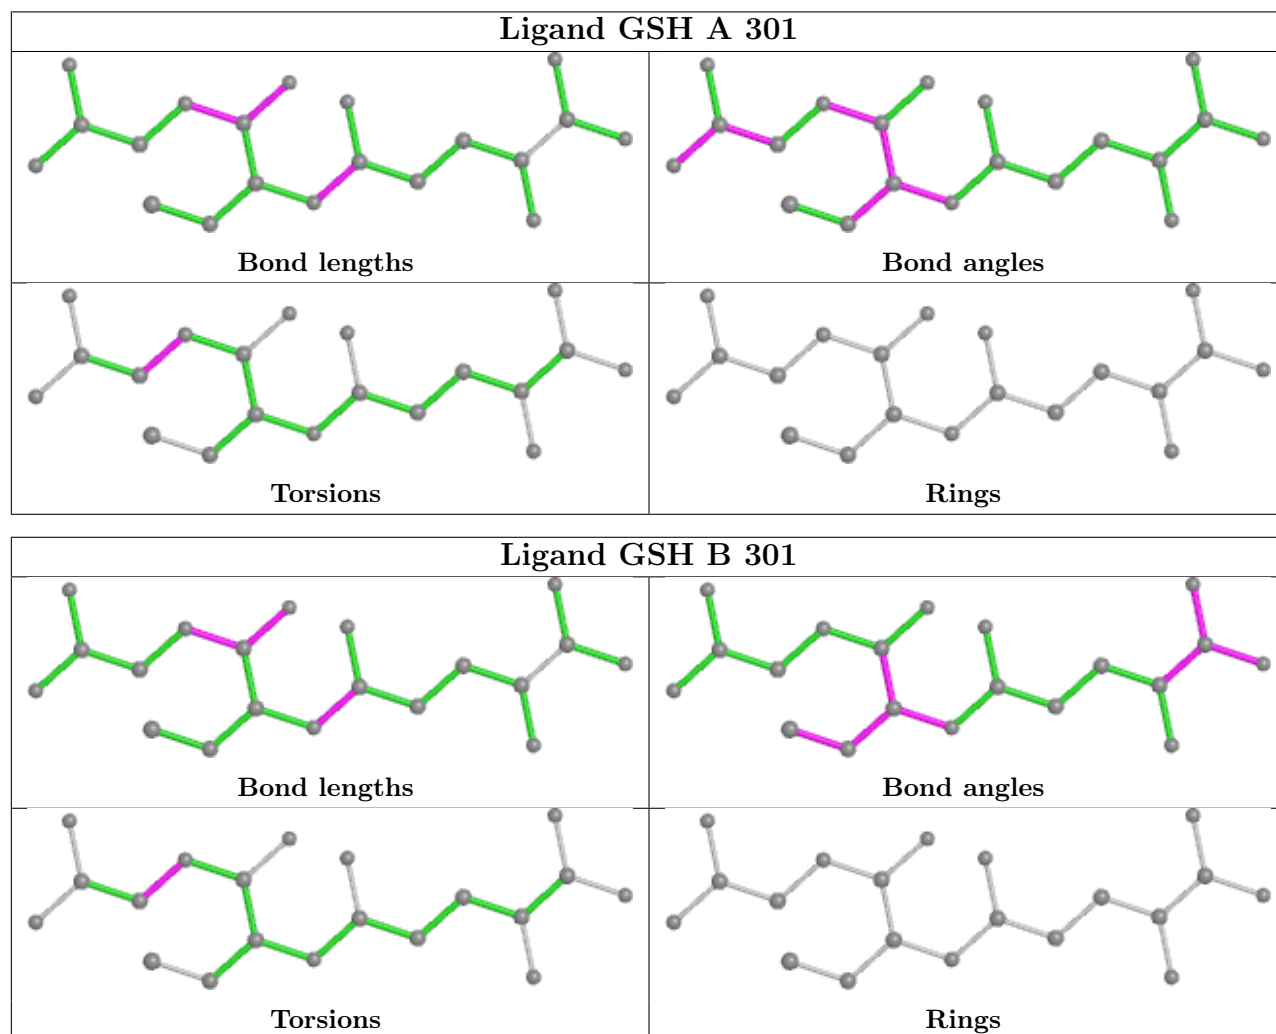 Ligand GSH A 301
Bond lengths
Bond angles
Torsions
Rings
Ligand GSH B 301
Bond lengths
Bond angles
Torsions
Rings